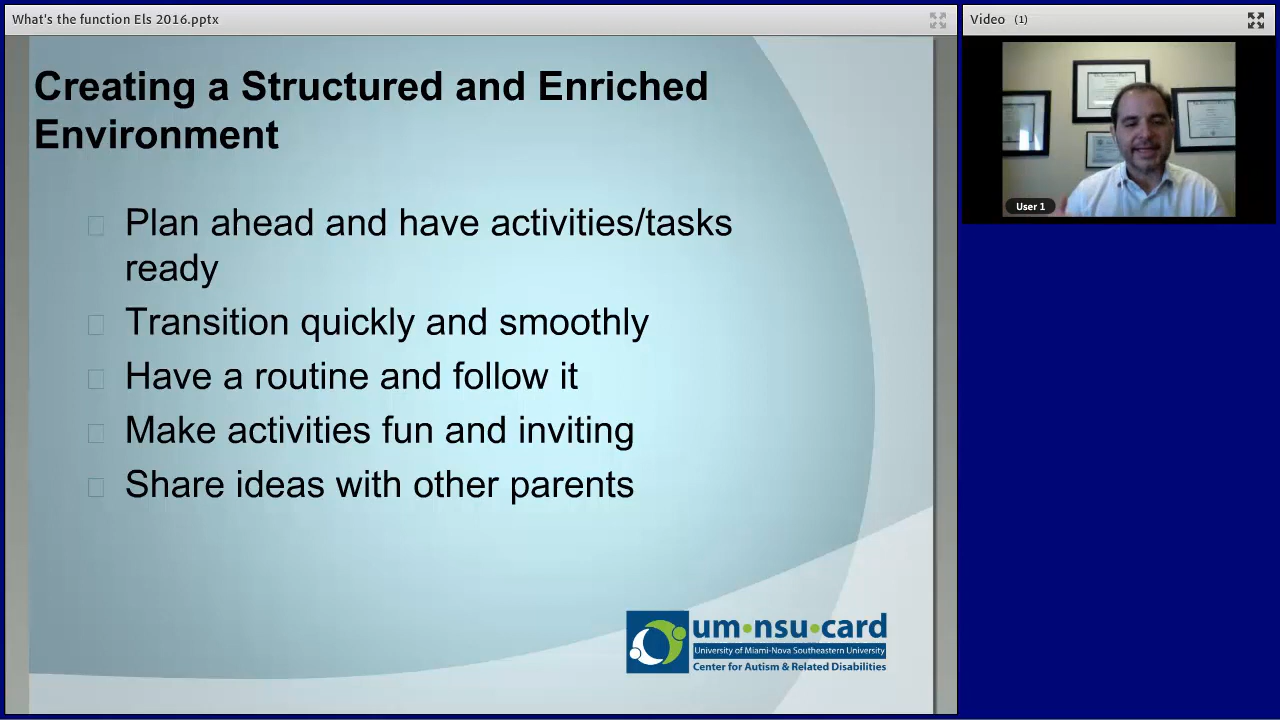 What's the function Els 2016.pptx
Video (1)
Creating a Structured and Enriched
Environment
Plan ahead and have activities/tasks
ready
Transition quickly and smoothly
Have a routine and follow it
Make activities fun and inviting
Share ideas with other parents
User 1
um•nsu•card
University of Miami-Nova Southeastern University
Center for Autism & Related Disabilities